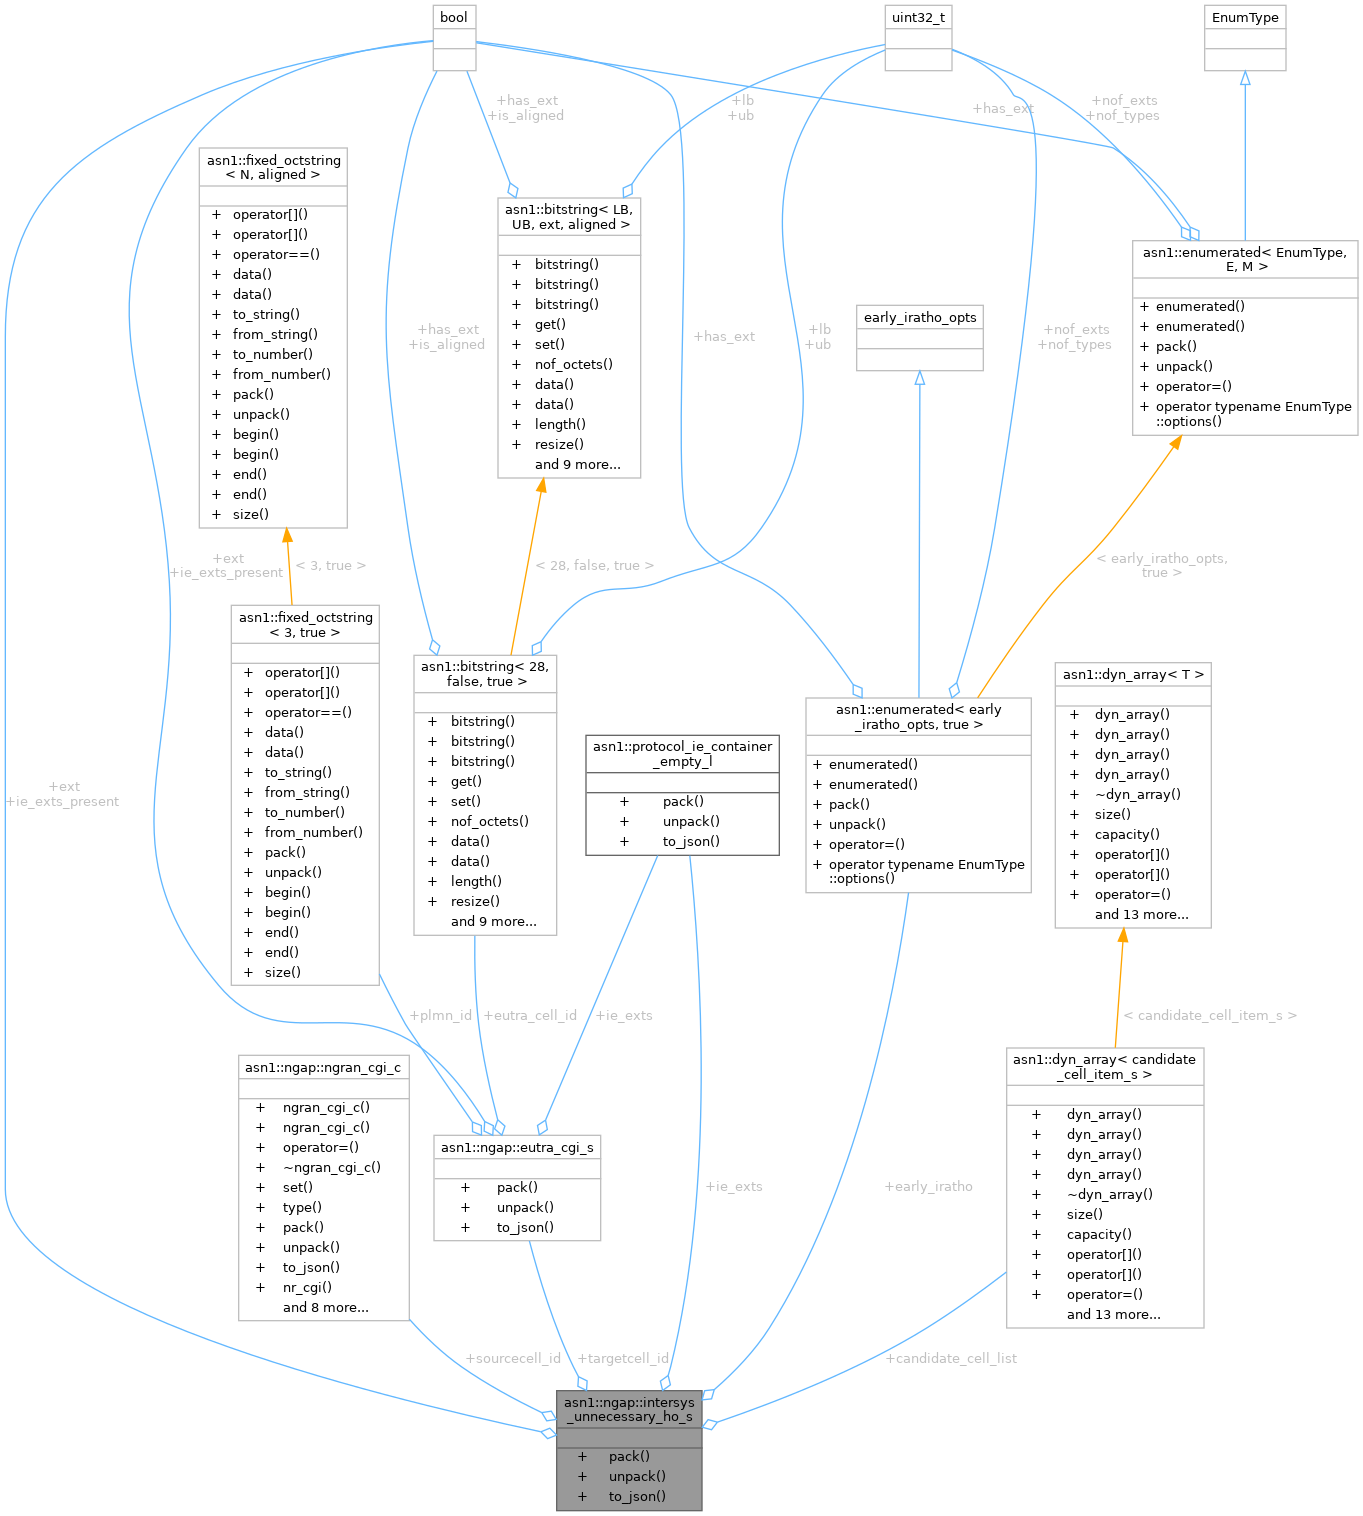 bool
uint32_t
EnumType
+has_ext
+is_aligned
+lb
+ub
+has_ext
+nof_exts
+nof_types
asn1::fixed_octstring
< N, aligned >
+ operator[]()
+ operator[]()
+ operator==()
+ data()
+ data()
+ to_string()
+ from_string()
+ to_number()
+ from_number()
+ pack()
+ unpack()
+ begin()
+ begin()
+ end()
+ end()
+ size()
asn1::bitstring< LB,
UB, ext, aligned >
+ bitstring()
+ bitstring()
+ bitstring()
+ get()
+ set()
+ nof_octets()
+ data()
+ data()
+ length()
+ resize()
and 9 more...
asn1::enumerated< EnumType,
E, M >
+ enumerated()
+ enumerated()
+ pack()
+ unpack()
+ operator=()
+ operator typename EnumType
::options()
early_iratho_opts
+has_ext
+is_aligned
+has_ext
+lb
+ub
+nof_exts
+nof_types
+ext
+ie_exts_present
< 3, true >
< 28, false, true >
< early_iratho_opts,
true >
asn1::fixed_octstring
< 3, true >
+ operator[]()
+ operator[]()
+ operator==()
+ data()
+ data()
+ to_string()
+ from_string()
+ to_number()
+ from_number()
+ pack()
+ unpack()
+ begin()
+ begin()
+ end()
+ end()
+ size()
asn1::bitstring< 28,
false, true >
+ bitstring()
+ bitstring()
+ bitstring()
+ get()
+ set()
+ nof_octets()
+ data()
+ data()
+ length()
+ resize()
and 9 more...
asn1::protocol_ie_container
_empty_l
+ pack()
+ unpack()
+ to_json()
asn1::enumerated< early
_iratho_opts, true >
+ enumerated()
+ enumerated()
+ pack()
+ unpack()
+ operator=()
+ operator typename EnumType
::options()
asn1::dyn_array< T >
+ dyn_array()
+ dyn_array()
+ dyn_array()
+ dyn_array()
+ ~dyn_array()
+ size()
+ capacity()
+ operator[]()
+ operator[]()
+ operator=()
and 13 more...
+ext
+ie_exts_present
+plmn_id
+eutra_cell_id
+ie_exts
< candidate_cell_item_s >
asn1::ngap::ngran_cgi_c
+ ngran_cgi_c()
+ ngran_cgi_c()
+ operator=()
+ ~ngran_cgi_c()
+ set()
+ type()
+ pack()
+ unpack()
+ to_json()
+ nr_cgi()
and 8 more...
asn1::ngap::eutra_cgi_s
+ pack()
+ unpack()
+ to_json()
+ie_exts
+early_iratho
asn1::dyn_array< candidate
_cell_item_s >
+ dyn_array()
+ dyn_array()
+ dyn_array()
+ dyn_array()
+ ~dyn_array()
+ size()
+ capacity()
+ operator[]()
+ operator[]()
+ operator=()
and 13 more...
+sourcecell_id
+targetcell_id
+candidate_cell_list
asn1::ngap::intersys
_unnecessary_ho_s
+ pack()
+ unpack()
+ to_json()